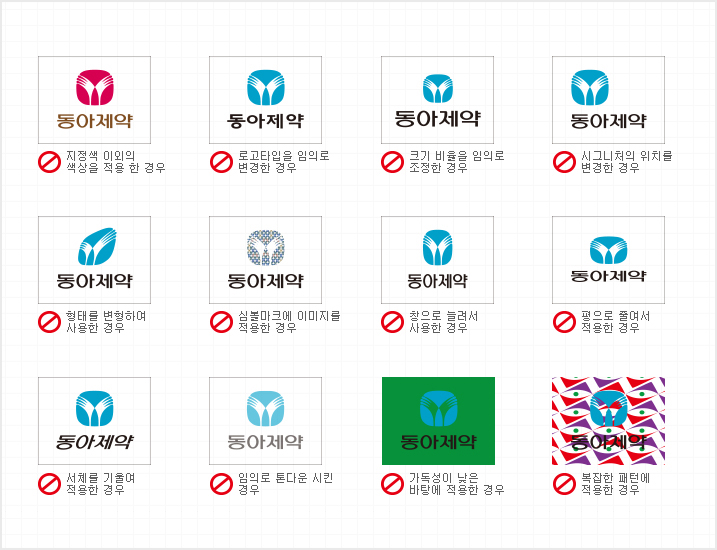 동아제약
동아제약
동아제약
동아제약
지정색 이외의
색상을 적용 한 경우
로고타입을 임의로
변경한 경우
크기 비율을 임의로
조정한 경우
시그니처의 위치를
변경한 경우
동아제약
동아제약
동아제약
동아제약
형태를 변형하여
사용한 경우
심볼마크에 이미지를
적용한 경우
장으로 늘려서
사용한 경우
평으로 줄여서
적용한 경우
동아제약
동아제약
동아제약
동아제약
서체를 기울여
적용한 경우
임의로 톤다운 시킨
경우
가독성이 낮은
바탕에 적용한 경우
복잡한 패턴에
적용한 경우